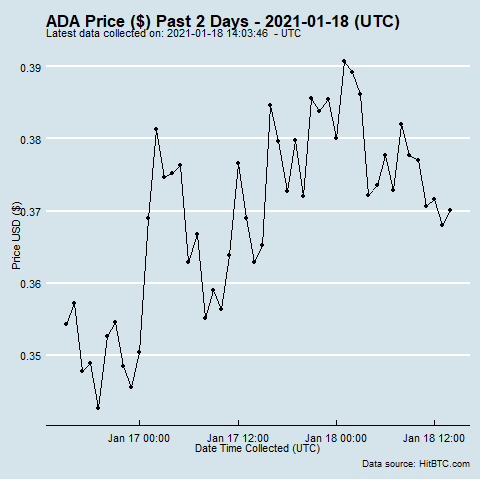 ADA Price ($) Past 2 Days - 2021-01-18 (UTC)
Latest data collected on: 2021-01-18 14:03:46  - UTC
0.39
0.38
0.37
0.36
0.35
Price USD ($)
Jan 17 00:00
Jan 17 12:00
Jan 18 00:00
Jan 18 12:00
Date Time Collected (UTC)
Data source: HitBTC.com